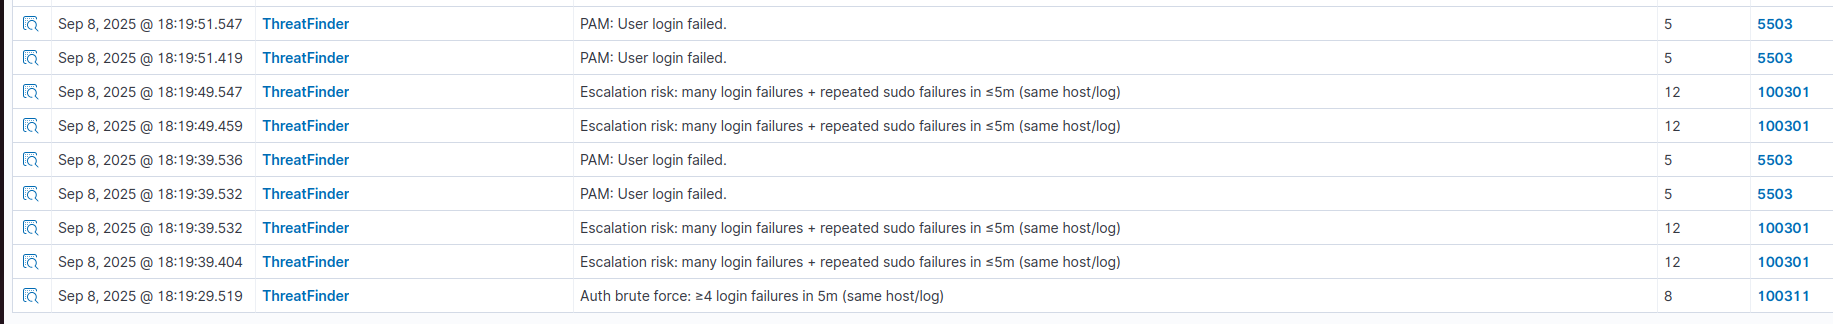 Sep 8, 2025 @ 18:19:51.547 ThreatFinder PAM: User login failed. 5 5503
Sep 8, 2025 @ 18:19:51.419 ThreatFinder PAM: User login failed. 5 5503
Sep 8, 2025 @ 18:19:49.547 ThreatFinder Escalation risk: many login failures + repeated sudo failures in ≤5m (same host/log) 12 100301
Sep 8, 2025 @ 18:19:49.459 ThreatFinder Escalation risk: many login failures + repeated sudo failures in ≤5m (same host/log) 12 100301
Sep 8, 2025 @ 18:19:39.536 ThreatFinder PAM: User login failed. 5 5503
Sep 8, 2025 @ 18:19:39.532 ThreatFinder PAM: User login failed. 5 5503
Sep 8, 2025 @ 18:19:39.532 ThreatFinder Escalation risk: many login failures + repeated sudo failures in ≤5m (same host/log) 12 100301
Sep 8, 2025 @ 18:19:39.404 ThreatFinder Escalation risk: many login failures + repeated sudo failures in ≤5m (same host/log) 12 100301
Sep 8, 2025 @ 18:19:29.519 ThreatFinder Auth brute force: ≥4 login failures in 5m (same host/log) 8 100311